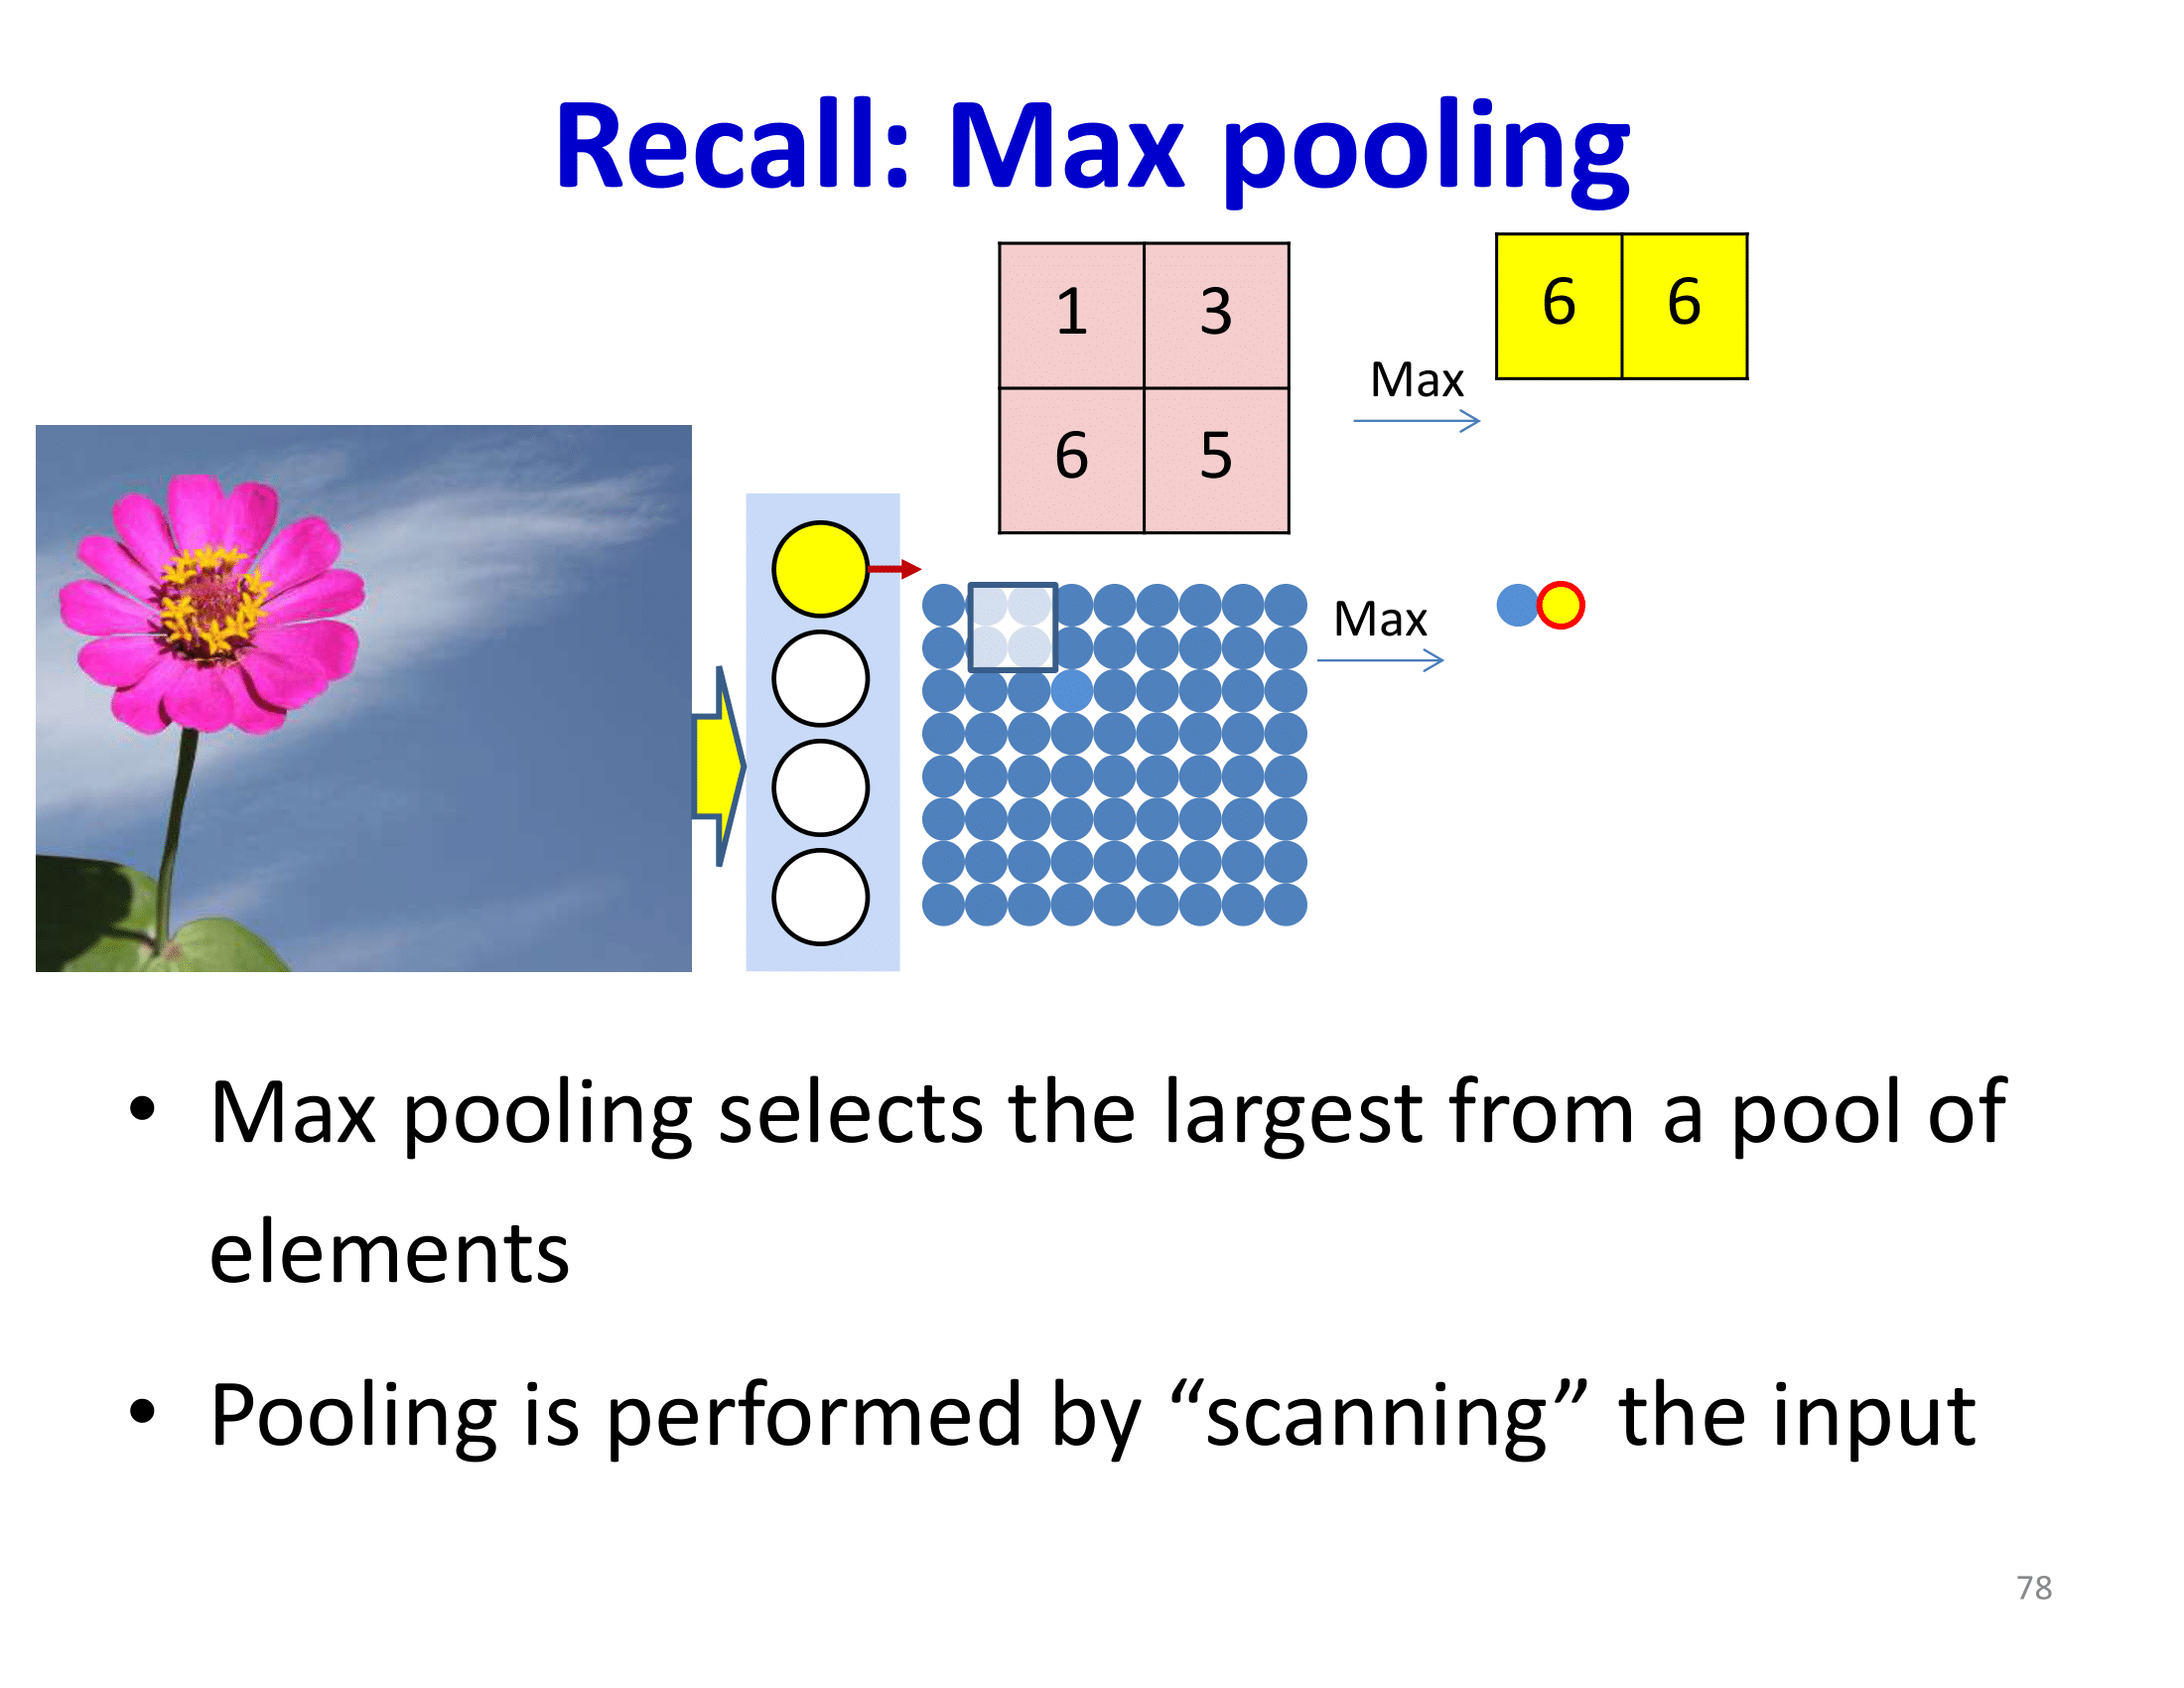 Recall: Max pooling
1 3
6 5
Max
6 6
Max
• Max pooling selects the largest from a pool of
elements
• Pooling is performed by “scanning” the input
78